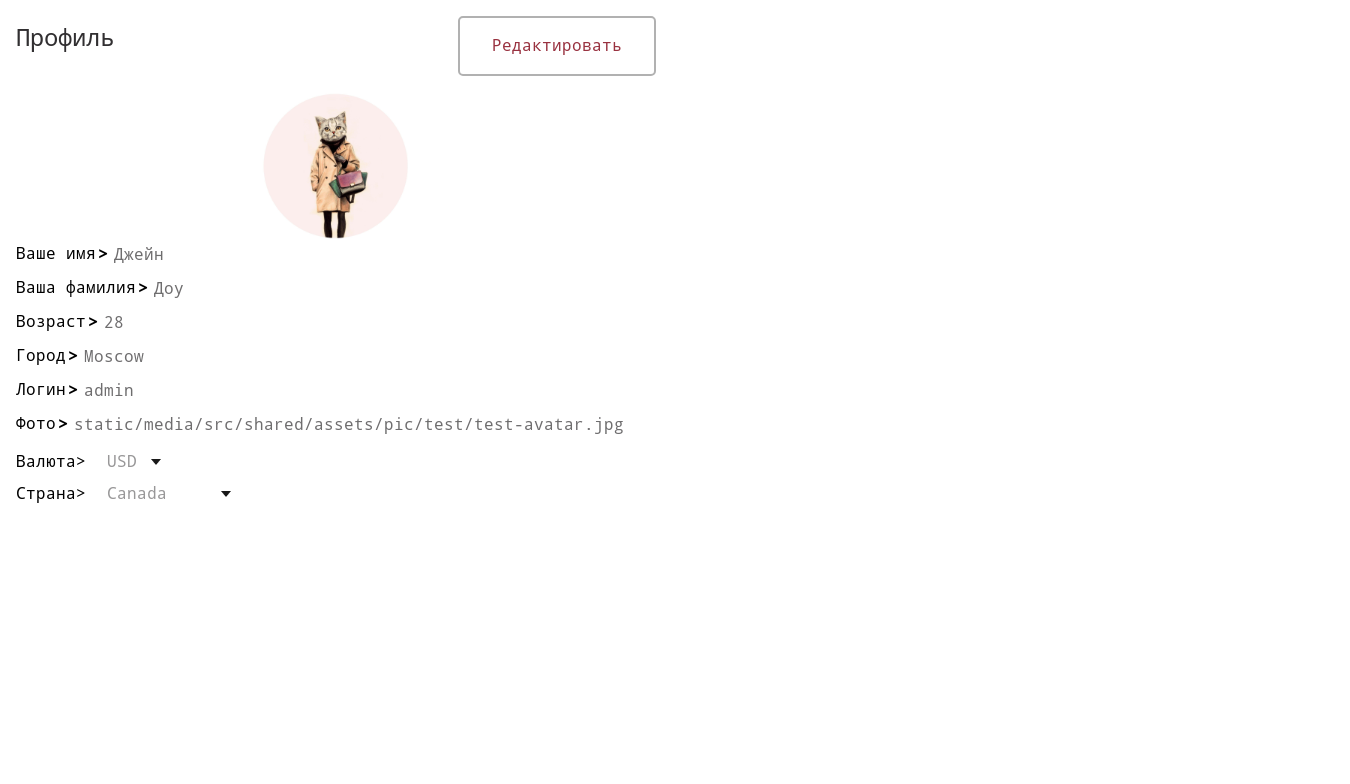 Профиль
Редактировать
Ваше имя> Джейн
Ваша фамилия> Доу
Возраст> 28
Город> Moscow
Логин> admin
Фото> static/media/src/shared/assets/pic/test/test-avatar.jpg
Валюта> USD
Страна> Canada